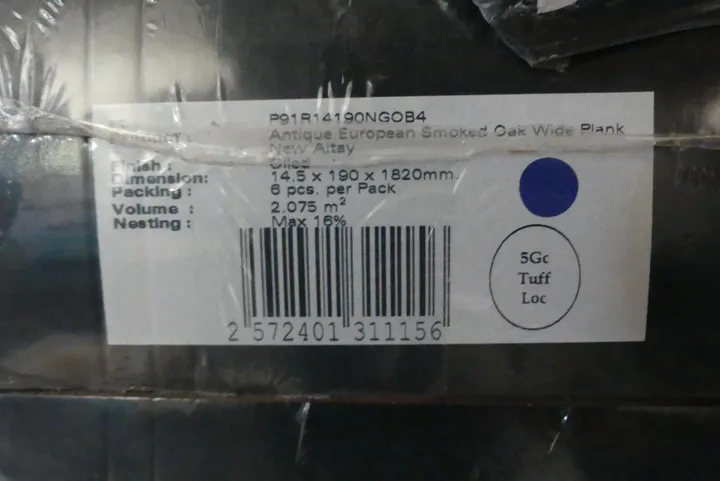 P91R14190NGOB4
Antique European Smoked Oak Wide Plank
New Altay
Finish : Oiled
Dimension: 14.5 x 190 x 1820mm.
Packing : 6 pcs. per Pack
Volume : 2.075 m²
Nesting : Max 16%
5Gc
Tuff
Loc
2 572401 311156